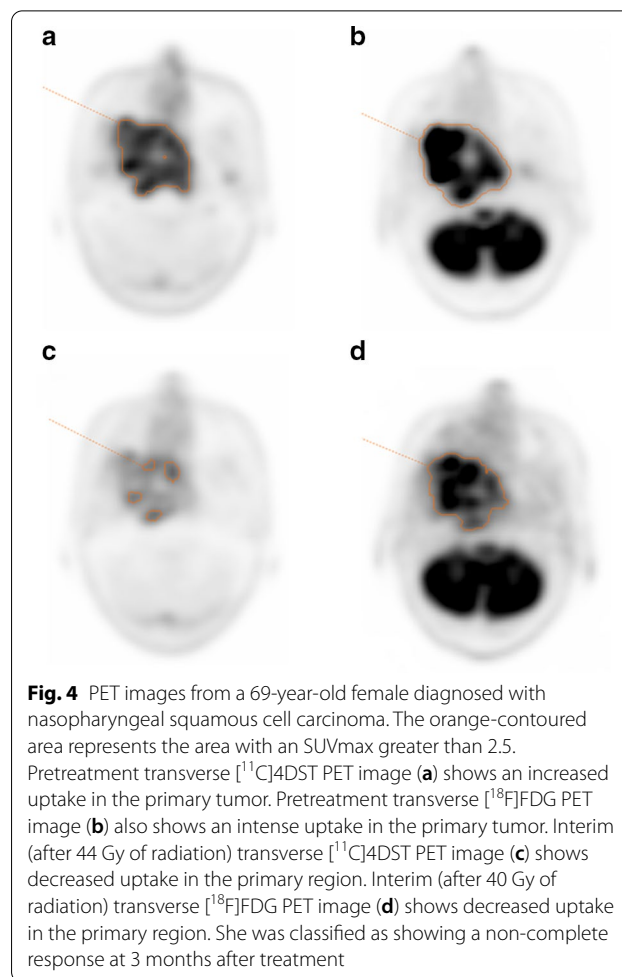 a
b
c
d
Fig. 4 PET images from a 69-year-old female diagnosed with
nasopharyngeal squamous cell carcinoma. The orange-contoured
area represents the area with an SUVmax greater than 2.5.
Pretreatment transverse [¹¹C]4DST PET image (a) shows an increased
uptake in the primary tumor. Pretreatment transverse [¹⁸F]FDG PET
image (b) also shows an intense uptake in the primary tumor. Interim
(after 44 Gy of radiation) transverse [¹¹C]4DST PET image (c) shows
decreased uptake in the primary region. Interim (after 40 Gy of
radiation) transverse [¹⁸F]FDG PET image (d) shows decreased uptake
in the primary region. She was classified as showing a non-complete
response at 3 months after treatment